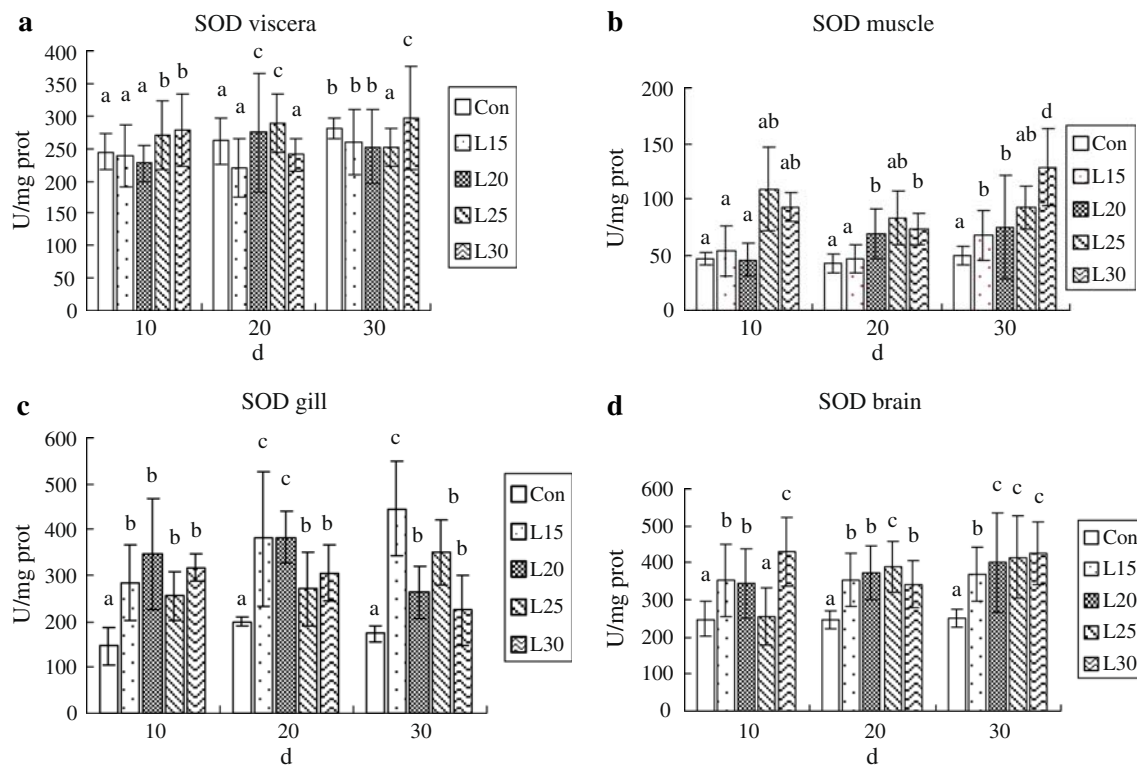 a SOD viscera
U/mg prot
400
350
300
250
200
150
100
50
0
a a a b b
a a c c a
b b b a c
10 20 30
d
Con
L15
L20
L25
L30
b SOD muscle
U/mg prot
200
150
100
50
0
a a a ab ab
a a b ab b
a b b ab d
10 20 30
d
Con
L15
L20
L25
L30
c SOD gill
U/mg prot
600
500
400
300
200
100
0
a b b b b
a c c b b
a c b b
10 20 30
d
Con
L15
L20
L25
L30
d SOD brain
U/mg prot
600
500
400
300
200
100
0
a b b a c
a b b c b
a b c c c
10 20 30
d
Con
L15
L20
L25
L30